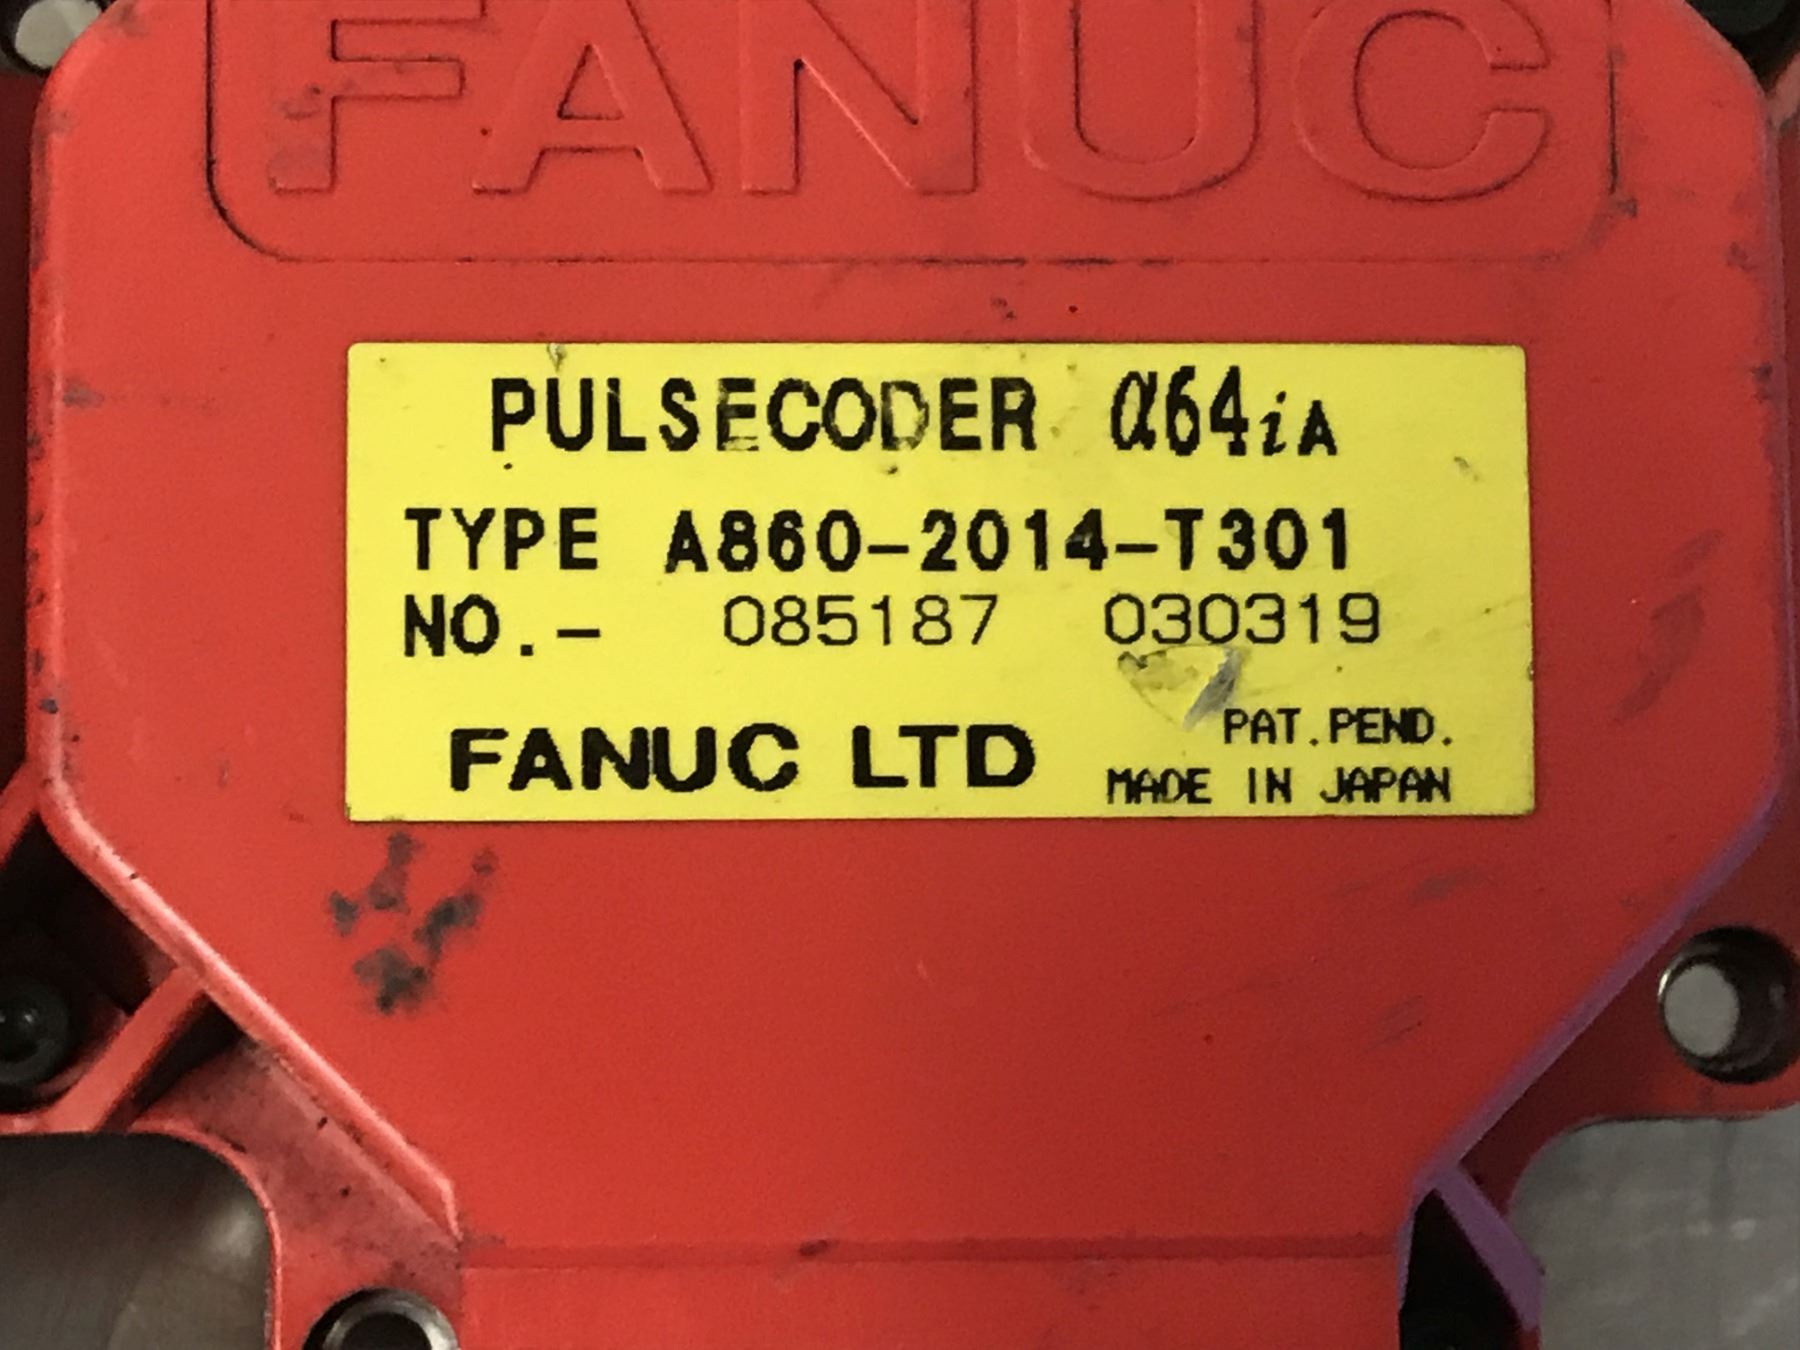 FANUC
PULSECODER α64iA
TYPE A860-2014-T301
NO.- 085187 030319
FANUC LTD PAT.PEND.
MADE IN JAPAN